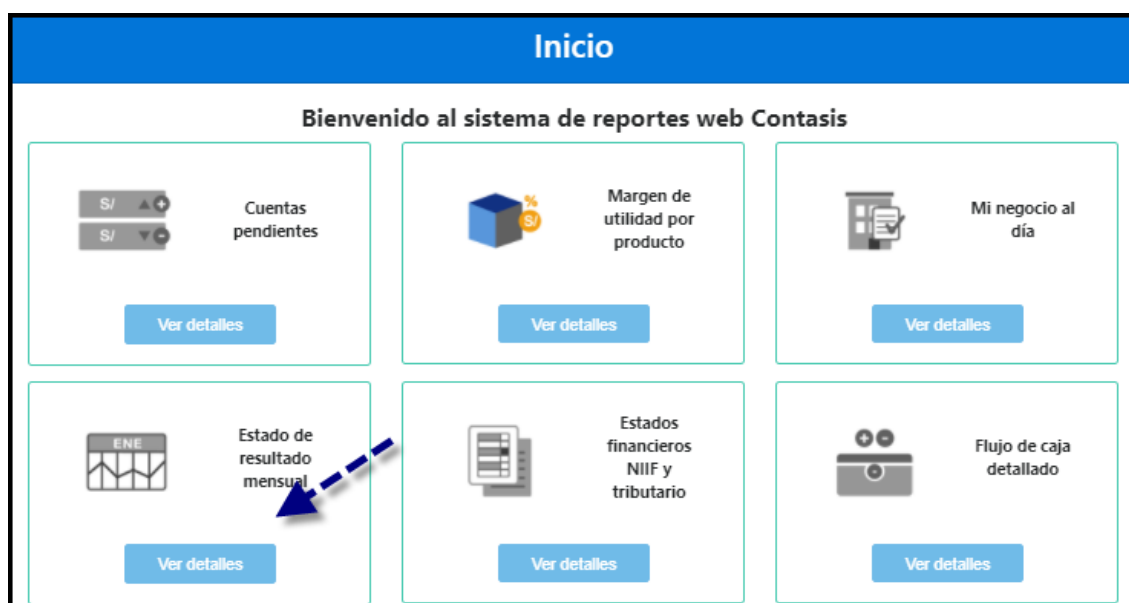 Inicio
Bienvenido al sistema de reportes web Contasis
S/
S/
Cuentas
pendientes
Ver detalles
%
S/
Margen de
utilidad por
producto
Ver detalles
Mi negocio al
día
Ver detalles
ENE
Estado de
resultado
mensual
Ver detalles
Estados
financieros
NIIF y
tributario
Ver detalles
Flujo de caja
detallado
Ver detalles